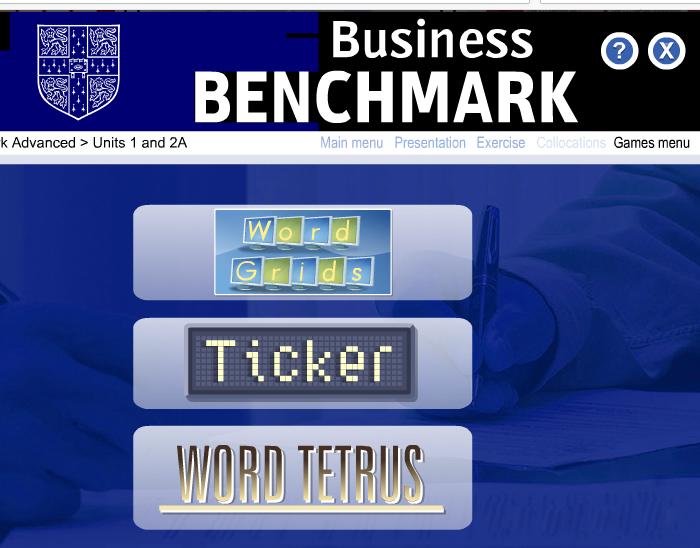 Business
BENCHMARK
? X
k Advanced > Units 1 and 2A
Main menu Presentation Exercise Collocations Games menu
Word
Grids
Ticker
WORD TETRUS